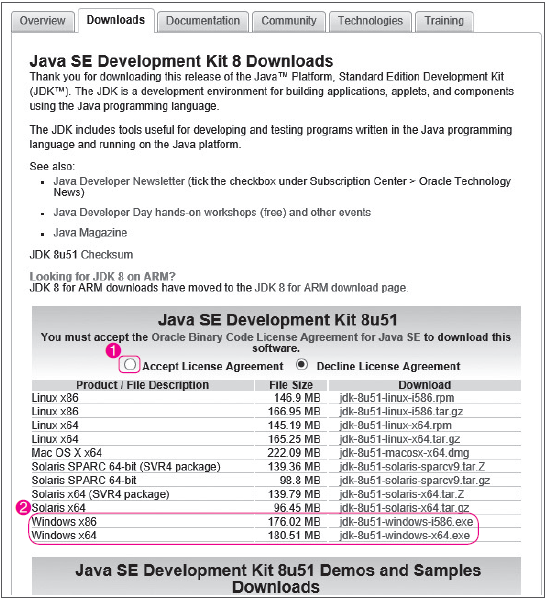 Overview Downloads Documentation Community Technologies Training
Java SE Development Kit 8 Downloads
Thank you for downloading this release of the Java™ Platform, Standard Edition Development Kit
(JDK™). The JDK is a development environment for building applications, applets, and components
using the Java programming language.
The JDK includes tools useful for developing and testing programs written in the Java programming
language and running on the Java platform.
See also:
• Java Developer Newsletter (tick the checkbox under Subscription Center > Oracle Technology
News)
• Java Developer Day hands-on workshops (free) and other events
• Java Magazine
JDK 8u51 Checksum
Looking for JDK 8 on ARM?
JDK 8 for ARM downloads have moved to the JDK 8 for ARM download page.
Java SE Development Kit 8u51
You must accept the Oracle Binary Code License Agreement for Java SE to download this
software.
1 Accept License Agreement Decline License Agreement
Product / File Description File Size Download
Linux x86 146.9 MB jdk-8u51-linux-i586.rpm
Linux x86 166.95 MB jdk-8u51-linux-i586.tar.gz
Linux x64 145.19 MB jdk-8u51-linux-x64.rpm
Linux x64 165.25 MB jdk-8u51-linux-x64.tar.gz
Mac OS X x64 222.09 MB jdk-8u51-macosx-x64.dmg
Solaris SPARC 64-bit (SVR4 package) 139.36 MB jdk-8u51-solaris-sparcv9.tar.Z
Solaris SPARC 64-bit 98.8 MB jdk-8u51-solaris-sparcv9.tar.gz
Solaris x64 (SVR4 package) 139.79 MB jdk-8u51-solaris-x64.tar.Z
2 Solaris x64 96.45 MB jdk-8u51-solaris-x64.tar.gz
Windows x86 176.02 MB jdk-8u51-windows-i586.exe
Windows x64 180.51 MB jdk-8u51-windows-x64.exe
Java SE Development Kit 8u51 Demos and Samples
Downloads